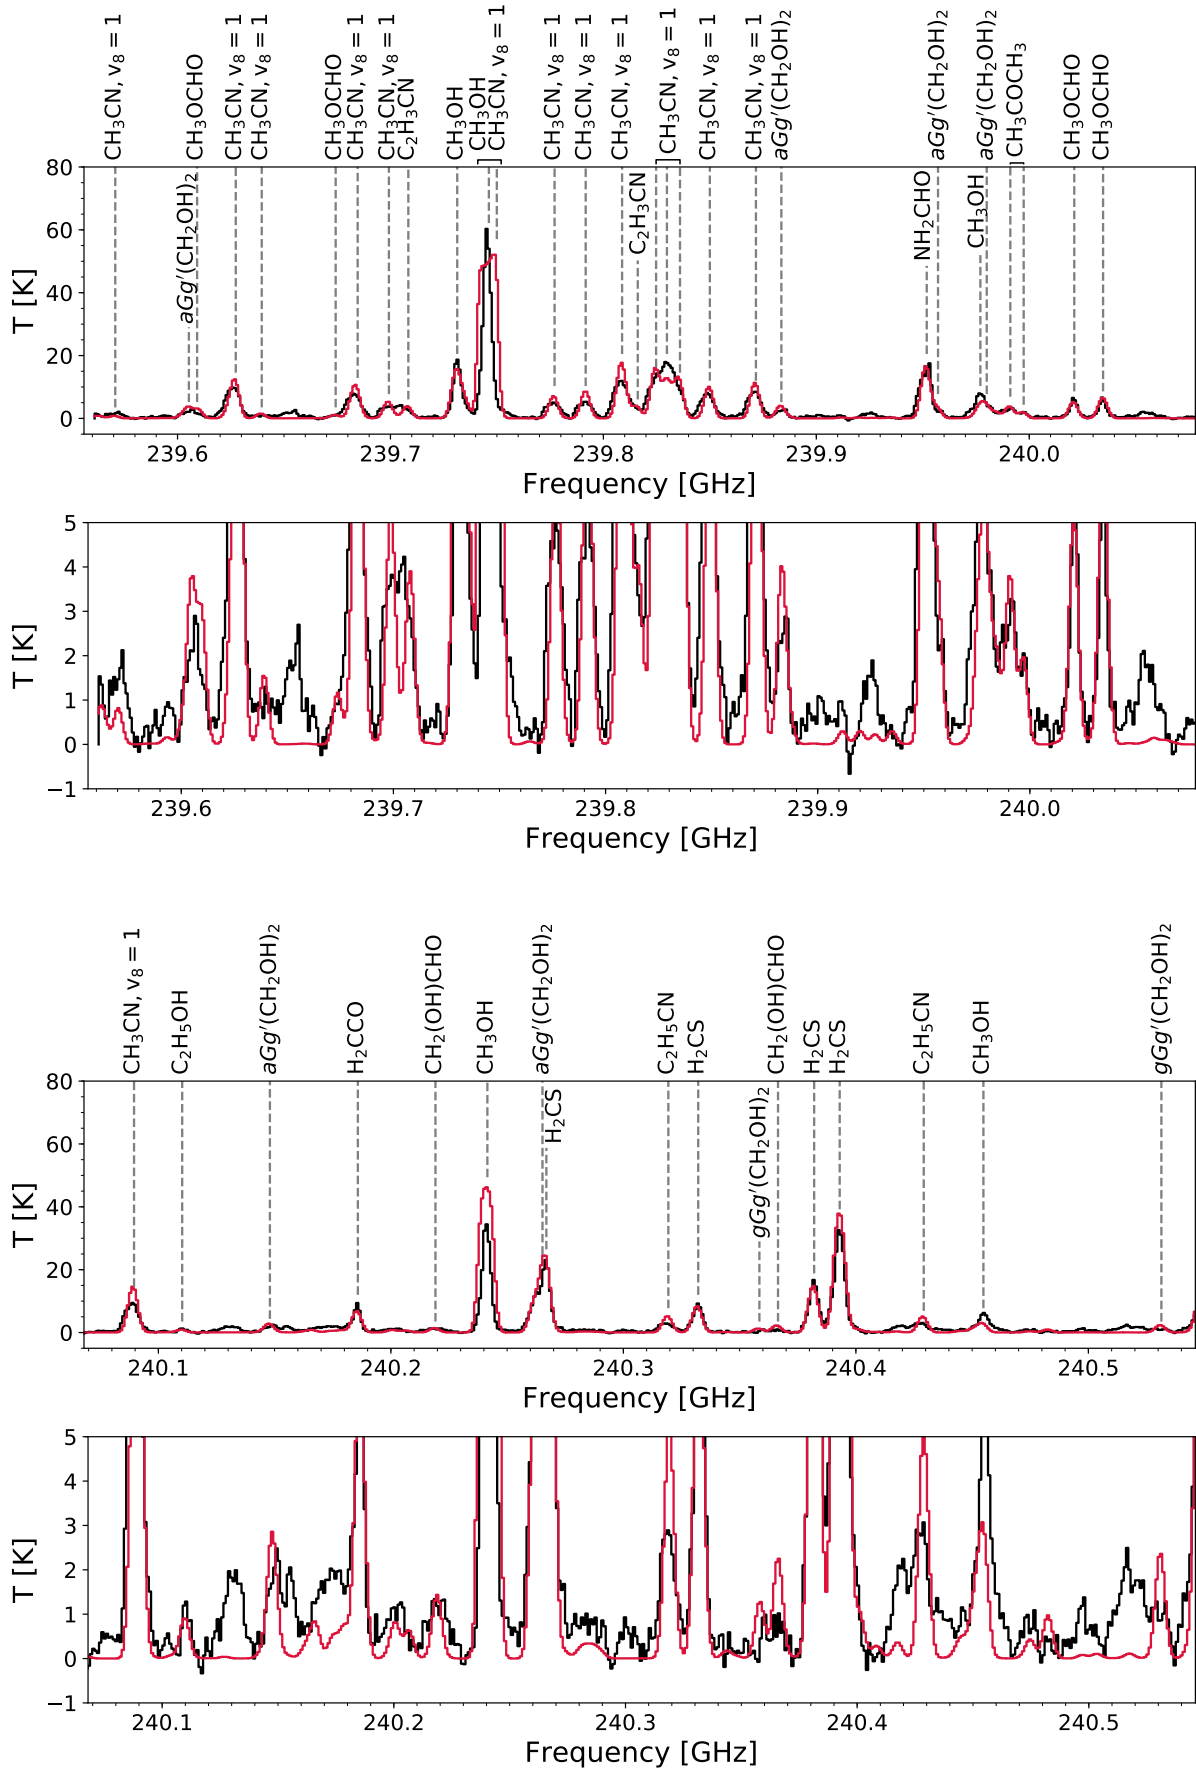 CH₃CN, v₈ = 1
CH₃OCHO
CH₃CN, v₈ = 1
CH₃CN, v₈ = 1
CH₃OCHO
CH₃CN, v₈ = 1
CH₃CN, v₈ = 1
C₂H₃CN
CH₃OH
] CH₃OH
] CH₃CN, v₈ = 1
CH₃CN, v₈ = 1
CH₃CN, v₈ = 1
CH₃CN, v₈ = 1
] CH₃CN, v₈ = 1
CH₃CN, v₈ = 1
CH₃CN, v₈ = 1
aGg′(CH₂OH)₂
aGg′(CH₂OH)₂
aGg′(CH₂OH)₂
] CH₃COCH₃
CH₃OCHO
CH₃OCHO
aGg′(CH₂OH)₂
C₂H₃CN
NH₂CHO
CH₃OH
80
60
40
20
0
T [K]
239.6 239.7 239.8 239.9 240.0
Frequency [GHz]
5
4
3
2
1
0
−1
T [K]
239.6 239.7 239.8 239.9 240.0
Frequency [GHz]
CH₃CN, v₈ = 1
C₂H₅OH
aGg′(CH₂OH)₂
H₂CCO
CH₂(OH)CHO
CH₃OH
aGg′(CH₂OH)₂
H₂CS
C₂H₅CN
H₂CS
gGg′(CH₂OH)₂
CH₂(OH)CHO
H₂CS
H₂CS
C₂H₅CN
CH₃OH
gGg′(CH₂OH)₂
80
60
40
20
0
T [K]
240.1 240.2 240.3 240.4 240.5
Frequency [GHz]
5
4
3
2
1
0
−1
T [K]
240.1 240.2 240.3 240.4 240.5
Frequency [GHz]